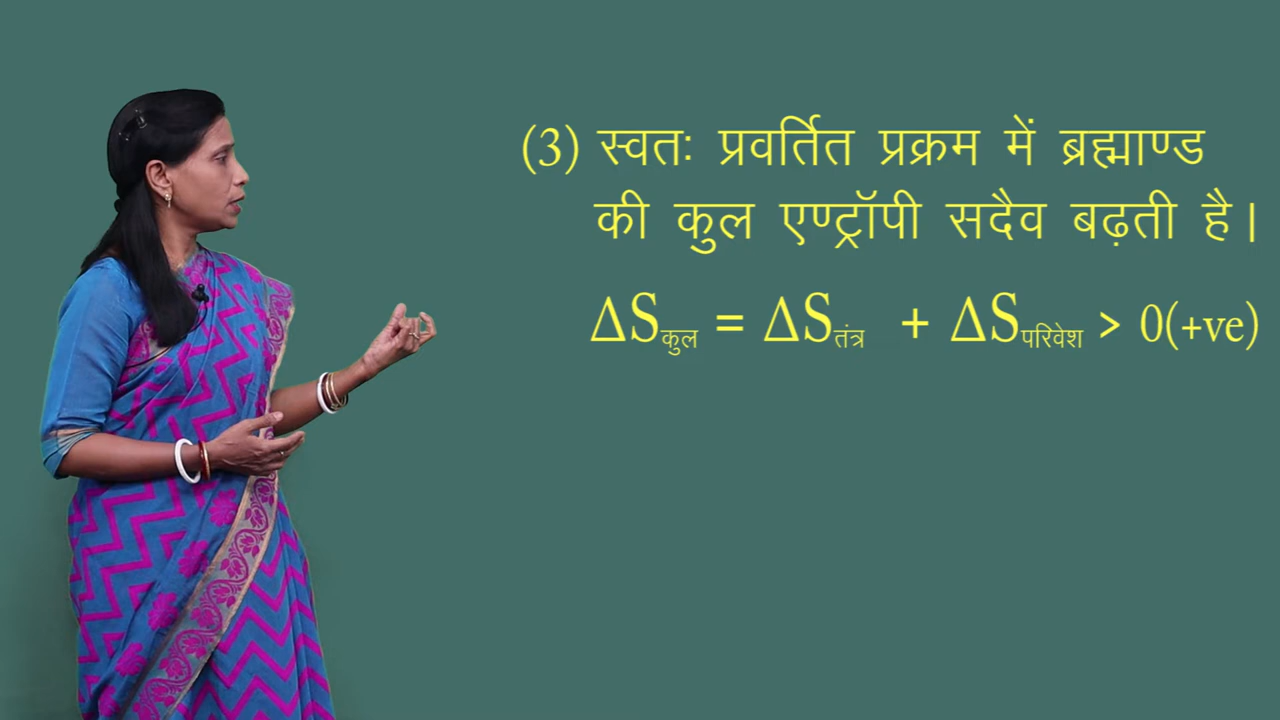 (3) स्वतः प्रवर्तित प्रक्रम में ब्रह्माण्ड
की कुल एण्ट्रॉपी सदैव बढ़ती है।
ΔSकुल = ΔSतंत्र + ΔSपरिवेश > 0(+ve)